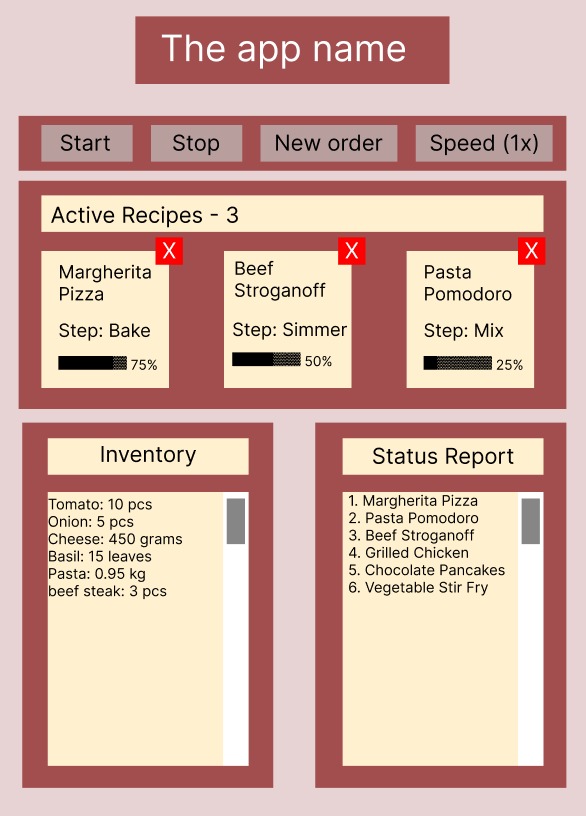 The app name
Start
Stop
New order
Speed (1x)
Active Recipes - 3
X
Margherita
Pizza
Step: Bake
75%
X
Beef
Stroganoff
Step: Simmer
50%
X
Pasta
Pomodoro
Step: Mix
25%
Inventory
Tomato: 10 pcs
Onion: 5 pcs
Cheese: 450 grams
Basil: 15 leaves
Pasta: 0.95 kg
beef steak: 3 pcs
Status Report
1. Margherita Pizza
2. Pasta Pomodoro
3. Beef Stroganoff
4. Grilled Chicken
5. Chocolate Pancakes
6. Vegetable Stir Fry